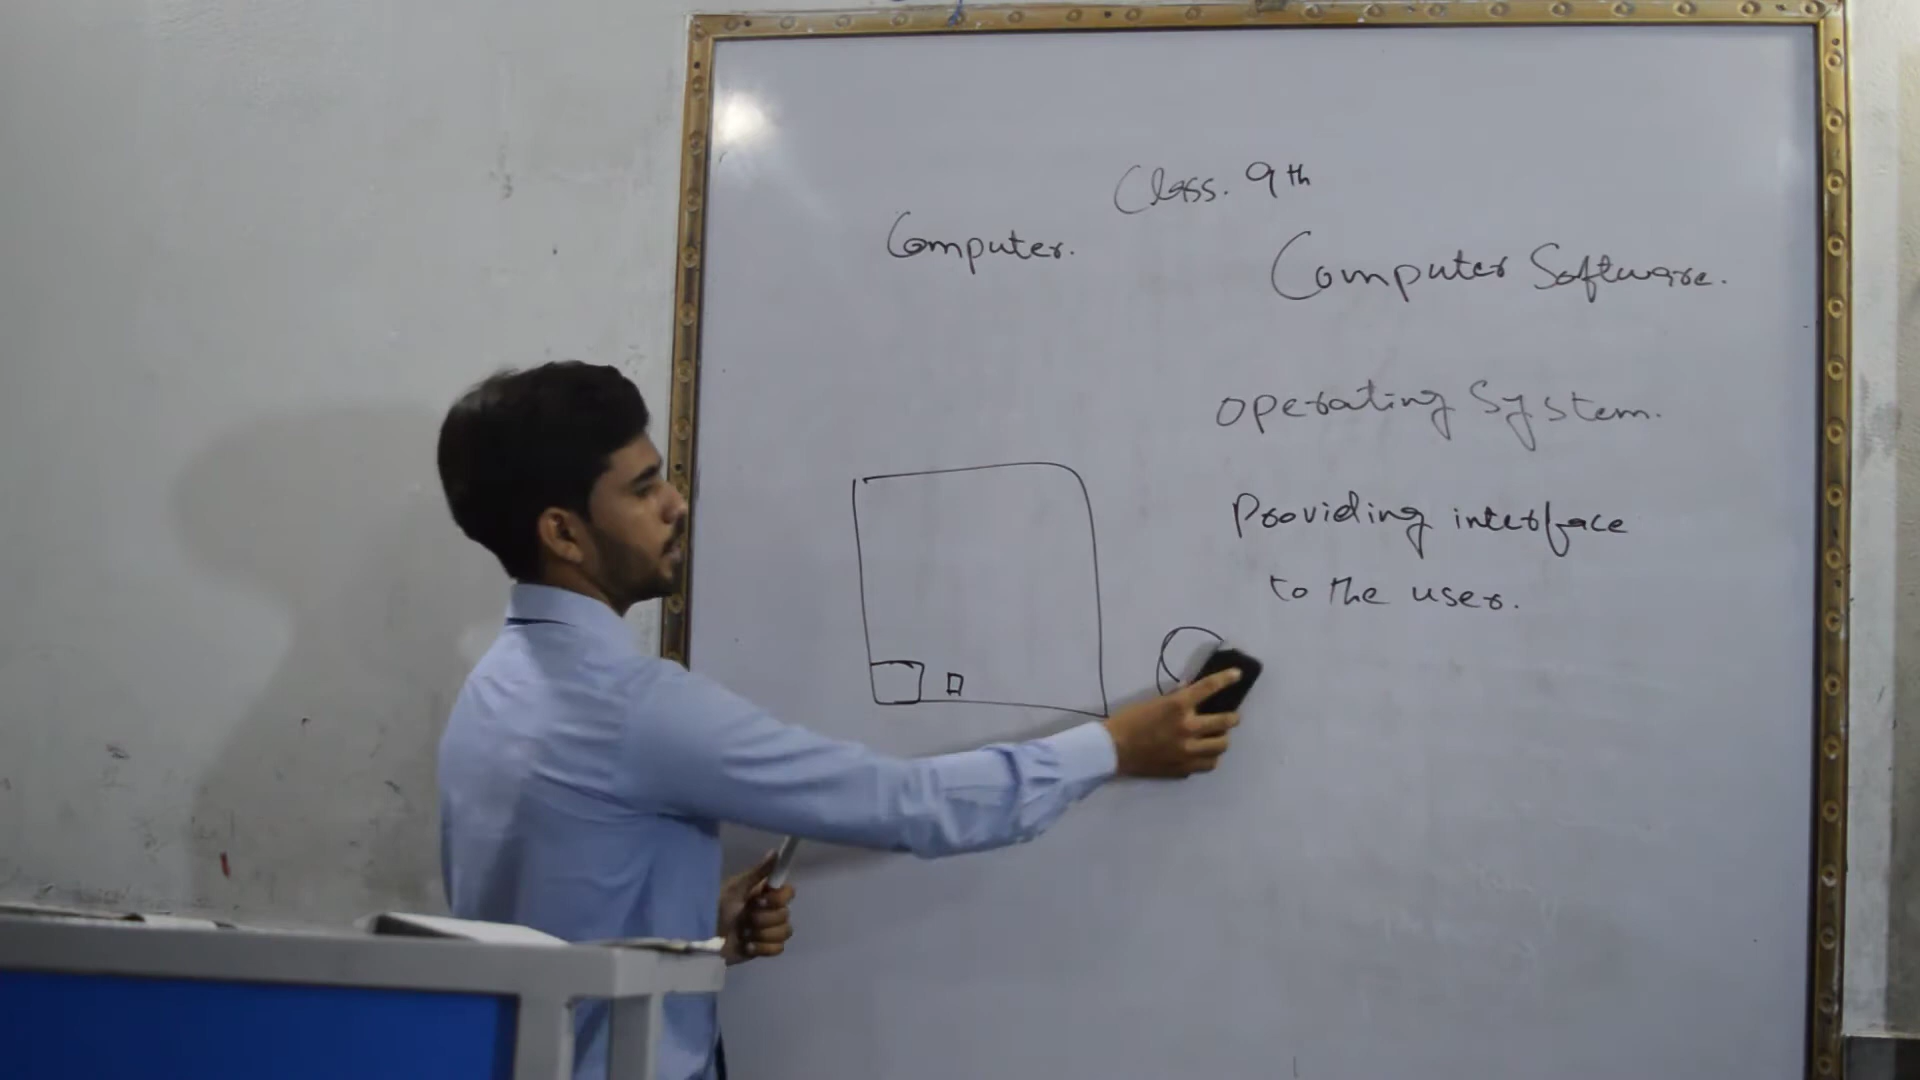 Class. 9th
Computer.
Computer Software.
Operating System.
Providing interface
to the user.